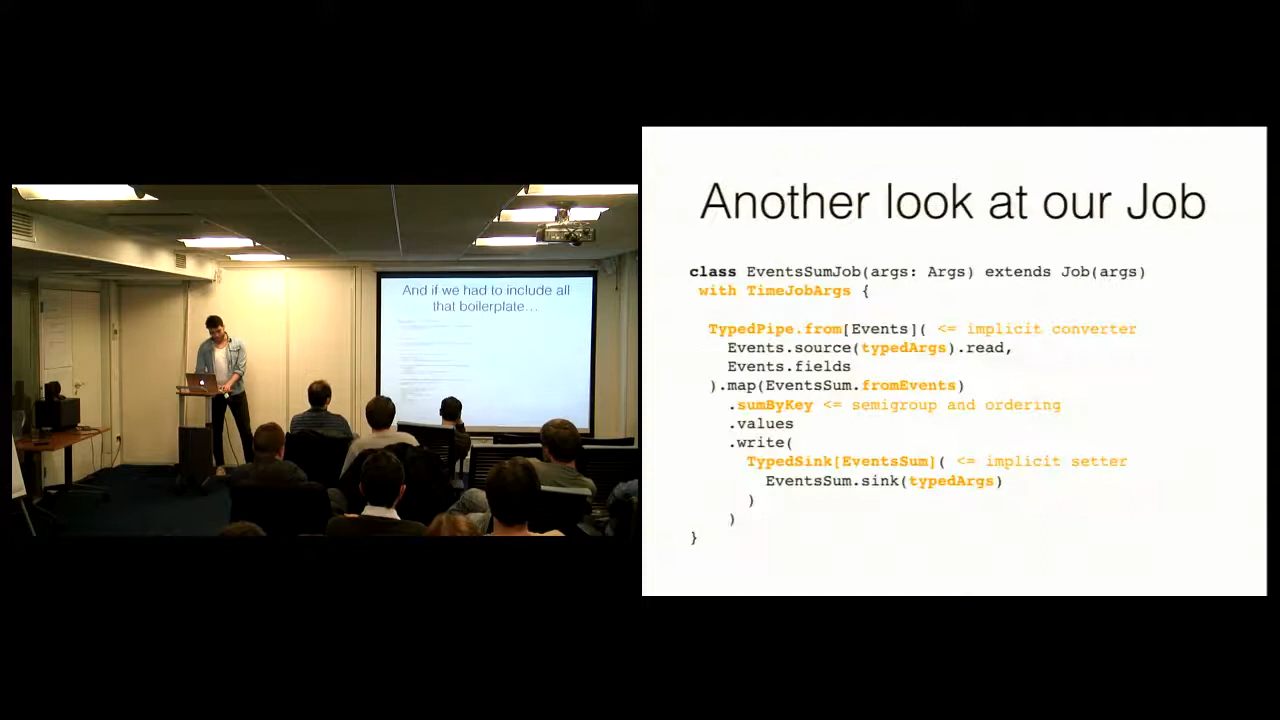 And if we had to include all
that boilerplate...
Another look at our Job
class EventsSumJob(args: Args) extends Job(args)
with TimeJobArgs {
TypedPipe.from[Events]( <= implicit converter
Events.source(typedArgs).read,
Events.fields
).map(EventsSum.fromEvents)
.sumByKey <= semigroup and ordering
.values
.write(
TypedSink[EventsSum]( <= implicit setter
EventsSum.sink(typedArgs)
)
)
}